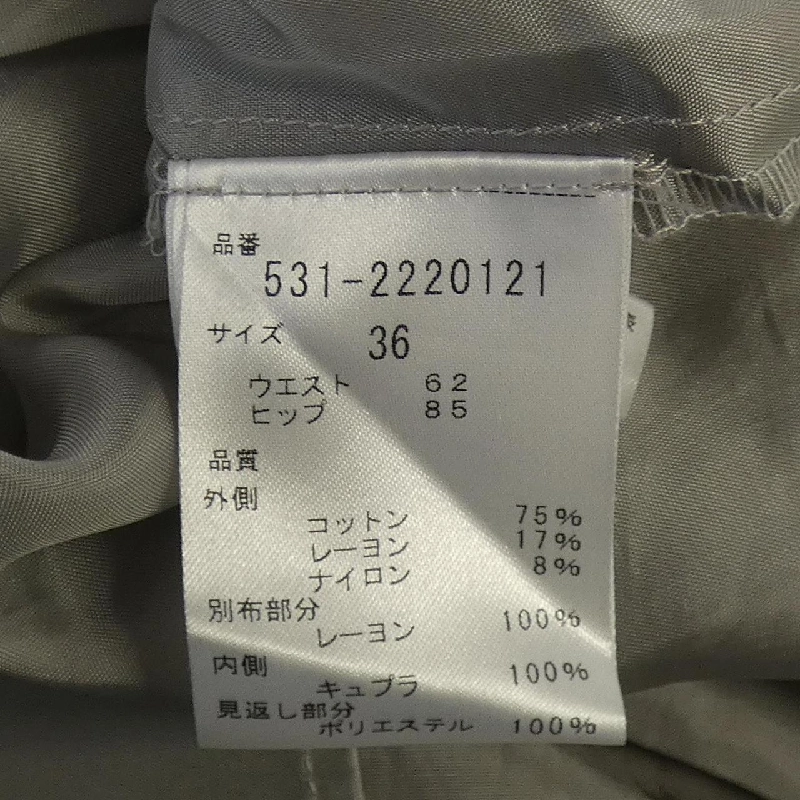 品番
531-2220121
サイズ 36
ウエスト 62
ヒップ 85
品質
外側
コットン 75%
レーヨン 17%
ナイロン 8%
別布部分
レーヨン 100%
内側
キュプラ 100%
見返し部分
ポリエステル 100%